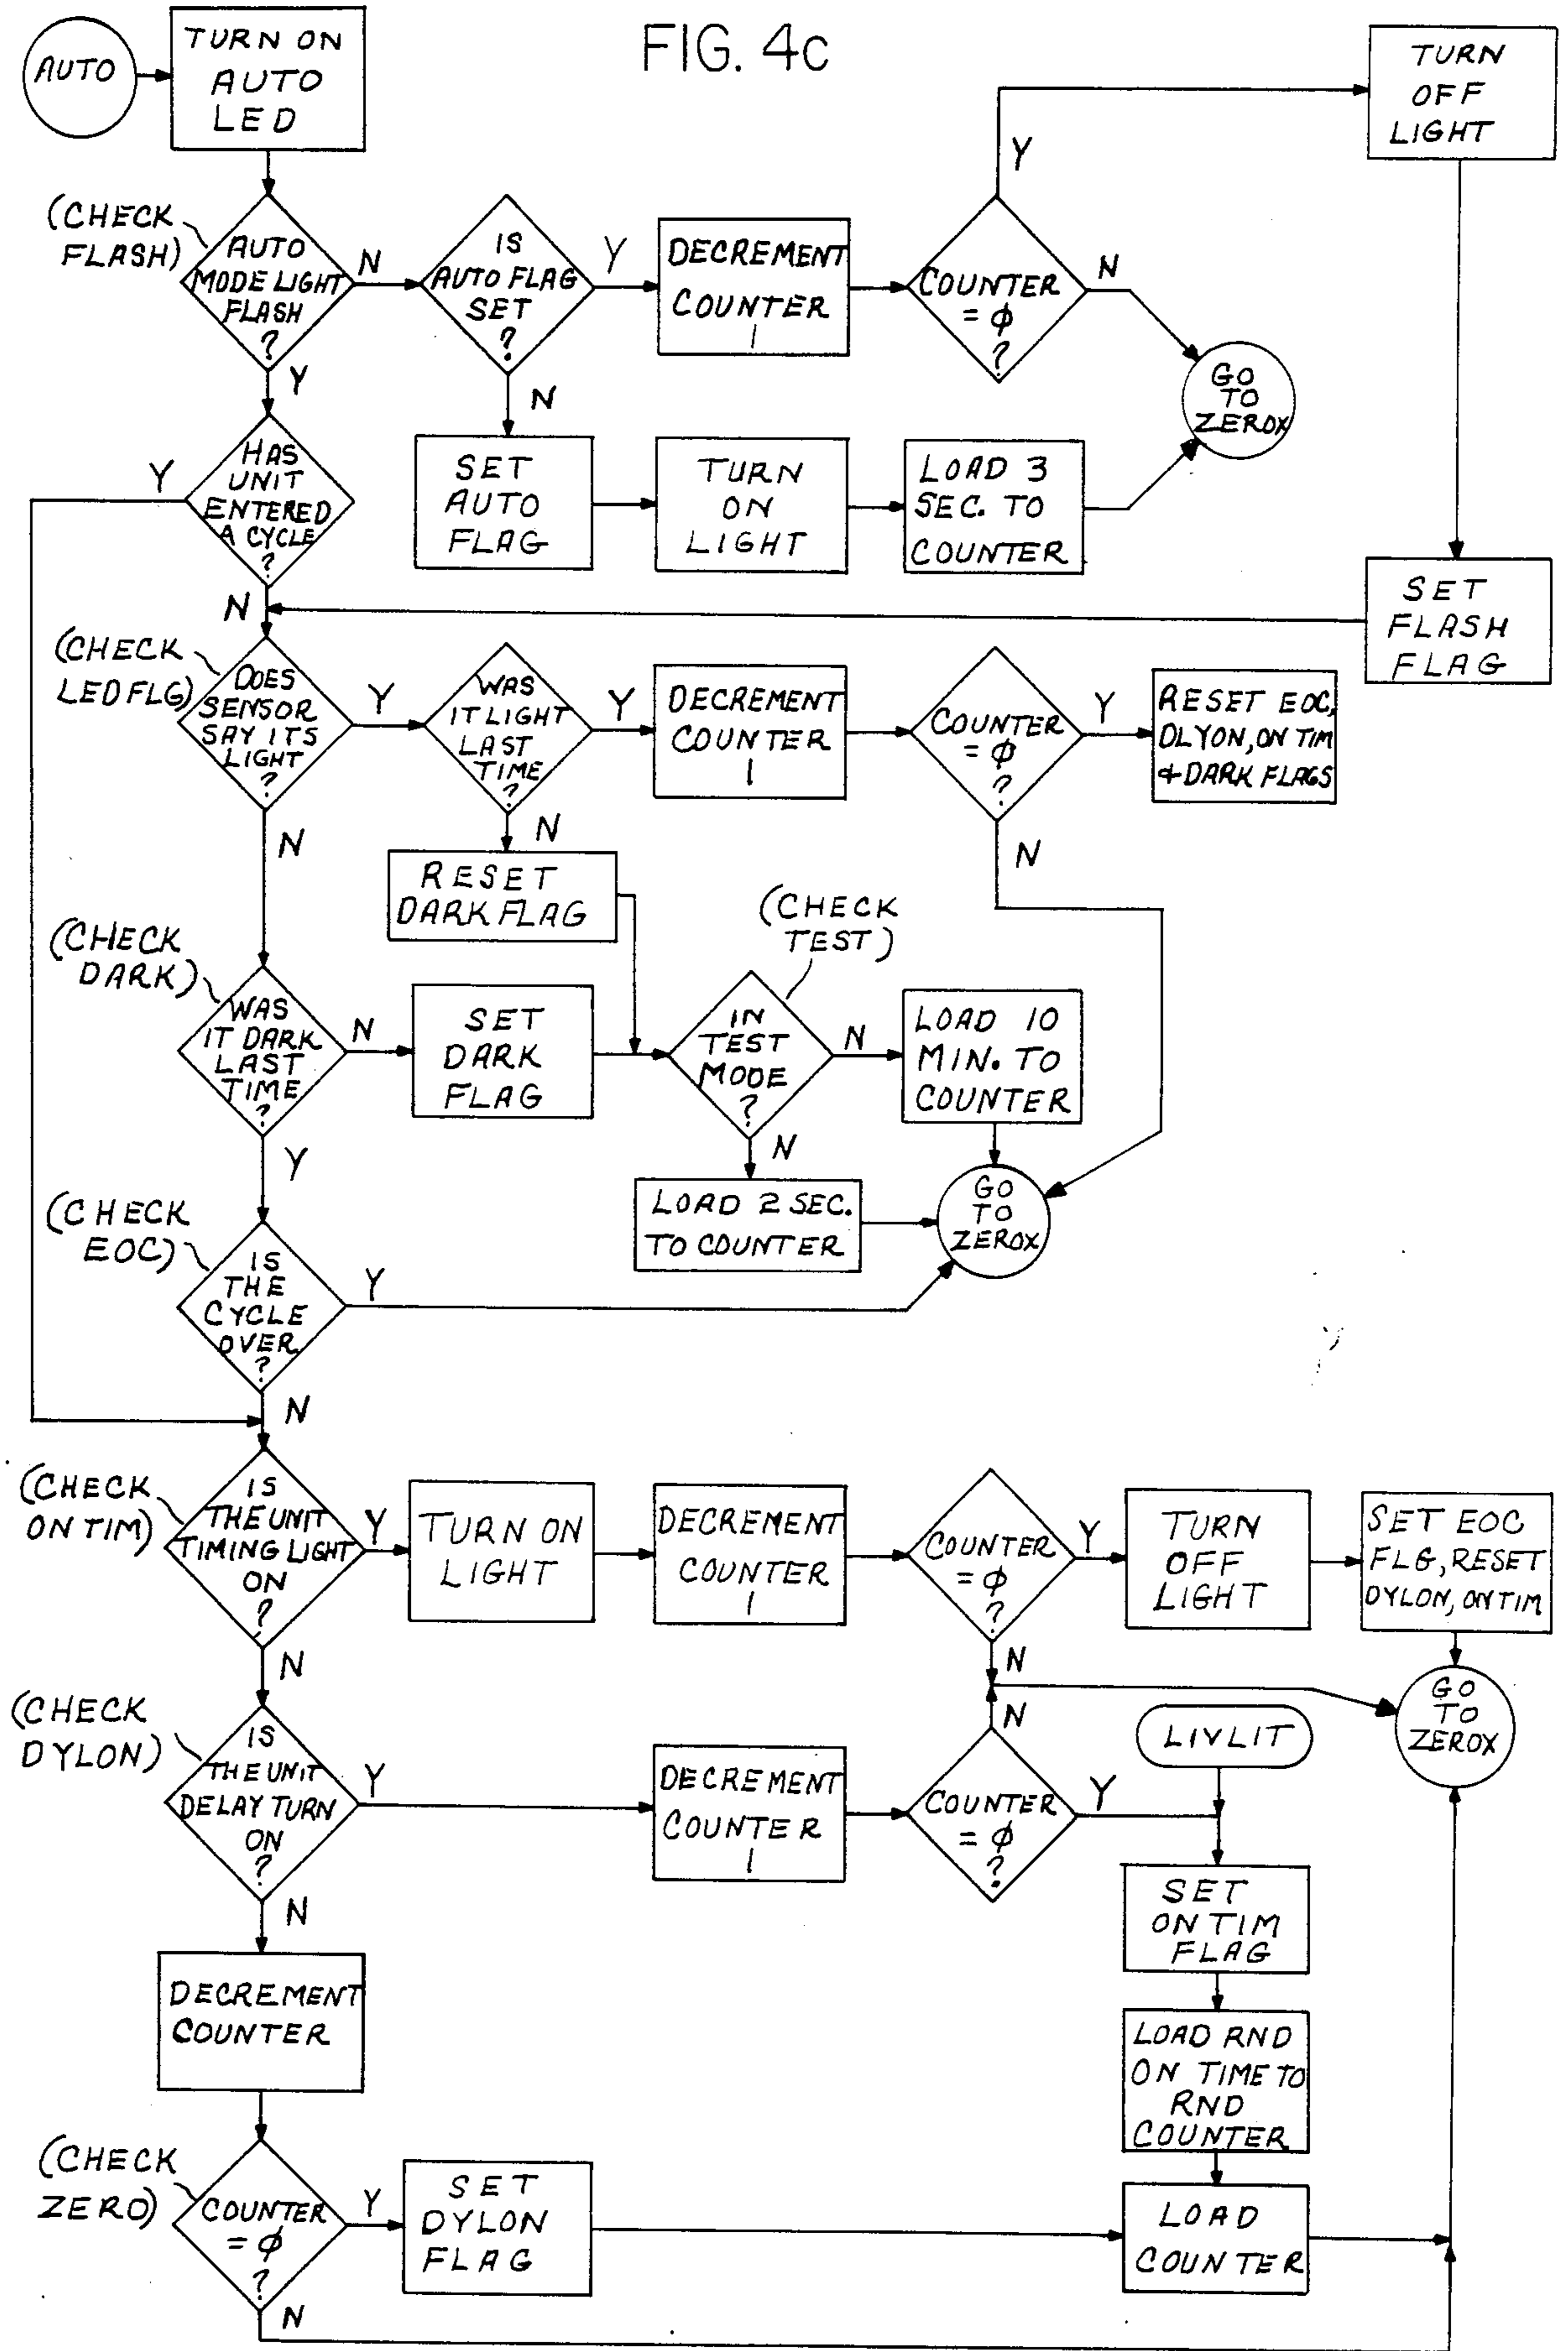 FIG. 4c
AUTO
TURN ON
AUTO
LED
TURN
OFF
LIGHT
(CHECK
FLASH)
AUTO
MODE LIGHT
FLASH
?
N
Y
IS
AUTO FLAG
SET
?
Y
N
DECREMENT
COUNTER
1
COUNTER
= ϕ
?
Y
N
GO
TO
ZEROX
SET
AUTO
FLAG
TURN
ON
LIGHT
LOAD 3
SEC. TO
COUNTER
HAS
UNIT
ENTERED
A CYCLE
?
Y
N
SET
FLASH
FLAG
(CHECK
LED FLG)
DOES
SENSOR
SAY ITS
LIGHT
?
Y
N
WAS
IT LIGHT
LAST
TIME
?
Y
N
DECREMENT
COUNTER
1
COUNTER
= ϕ
?
Y
N
RESET EOC,
DLYON, ON TIM
& DARK FLAGS
RESET
DARK FLAG
(CHECK
TEST)
(CHECK
DARK)
WAS
IT DARK
LAST
TIME
?
N
Y
SET
DARK
FLAG
IN
TEST
MODE
?
N
N
LOAD 10
MIN. TO
COUNTER
LOAD 2 SEC.
TO COUNTER
GO
TO
ZEROX
(CHECK
EOC)
IS
THE
CYCLE
OVER
?
Y
N
(CHECK
ON TIM)
IS
THE UNIT
TIMING LIGHT
ON
?
Y
N
TURN ON
LIGHT
DECREMENT
COUNTER
1
COUNTER
= ϕ
?
Y
N
TURN
OFF
LIGHT
SET EOC
FLG, RESET
DYLON, ON TIM
GO
TO
ZEROX
(CHECK
DYLON)
IS
THE UNIT
DELAY TURN
ON
?
Y
N
DECREMENT
COUNTER
1
COUNTER
= ϕ
?
N
Y
LIVLIT
SET
ON TIM
FLAG
LOAD RND
ON TIME TO
RND
COUNTER
DECREMENT
COUNTER
(CHECK
ZERO)
COUNTER
= ϕ
?
Y
N
SET
DYLON
FLAG
LOAD
COUNTER